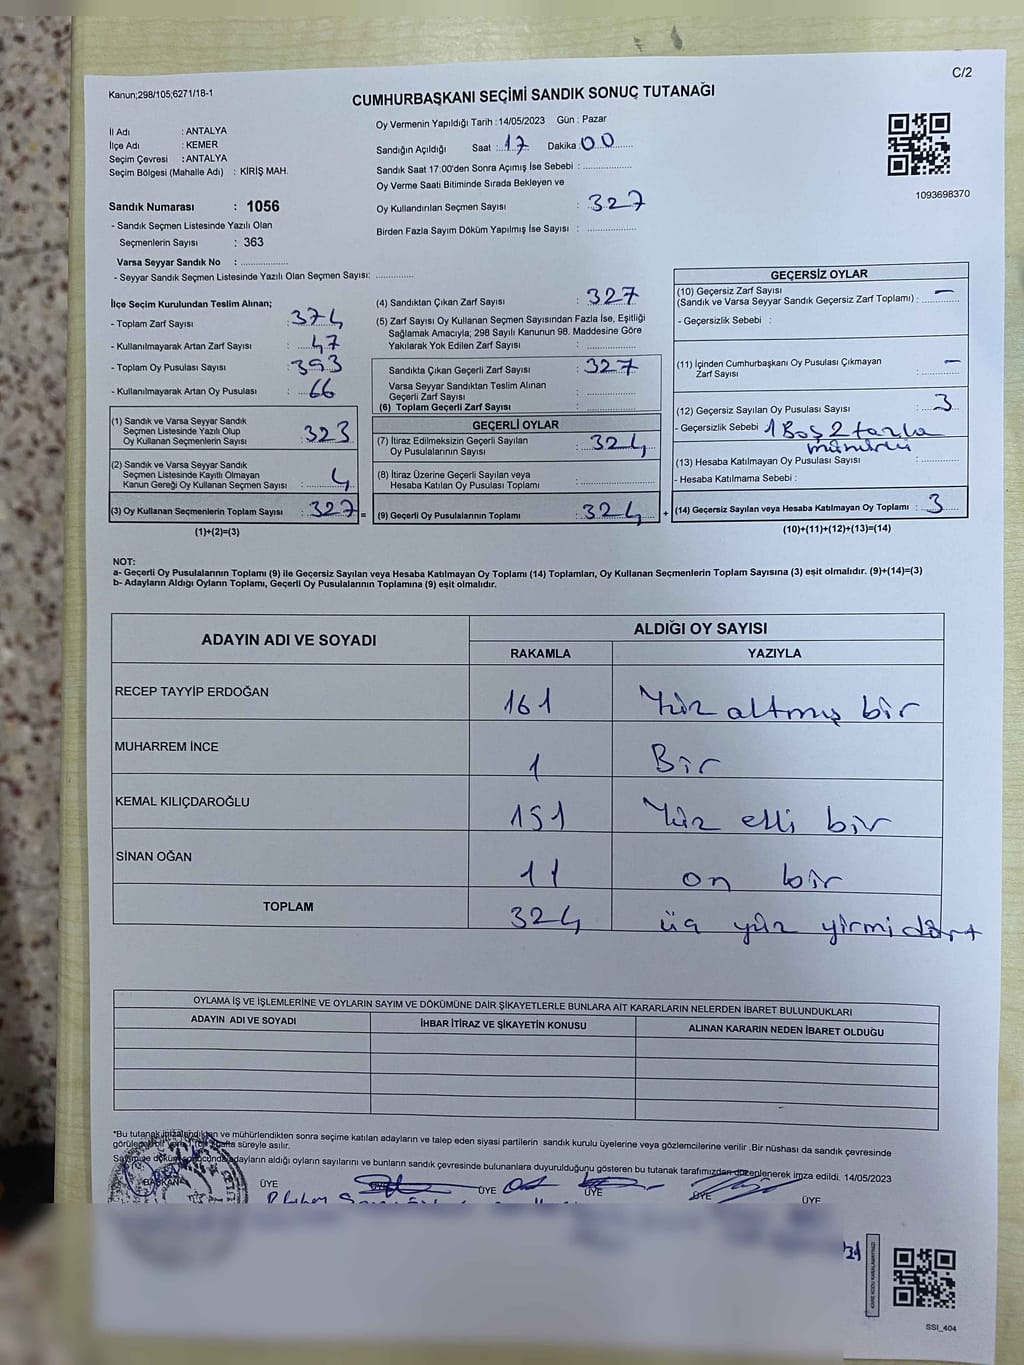 C/2
Kanun;298/105;6271/18-1
CUMHURBAŞKANI SEÇİMİ SANDIK SONUÇ TUTANAĞI
İl Adı : ANTALYA
İlçe Adı : KEMER
Seçim Çevresi : ANTALYA
Seçim Bölgesi (Mahalle Adı) : KİRİŞ MAH.
Sandık Numarası : 1056
- Sandık Seçmen Listesinde Yazılı Olan
Seçmenlerin Sayısı : 363
Varsa Seyyar Sandık No : ................
- Seyyar Sandık Seçmen Listesinde Yazılı Olan Seçmen Sayısı: .............
Oy Vermenin Yapıldığı Tarih :14/05/2023 Gün : Pazar
Sandığın Açıldığı Saat : 17 Dakika : 00
Sandık Saat 17:00'den Sonra Açımış İse Sebebi : ................
Oy Verme Saati Bitiminde Sırada Bekleyen ve
Oy Kullandırılan Seçmen Sayısı : 327
Birden Fazla Sayım Döküm Yapılmış İse Sayısı : ................
1093698370
İlçe Seçim Kurulundan Teslim Alınan;
- Toplam Zarf Sayısı : 374
- Kullanılmayarak Artan Zarf Sayısı : 47
- Toplam Oy Pusulası Sayısı : 393
- Kullanılmayarak Artan Oy Pusulası : 66
(1) Sandık ve Varsa Seyyar Sandık
Seçmen Listesinde Yazılı Olup
Oy Kullanan Seçmenlerin Sayısı : 323
(2) Sandık ve Varsa Seyyar Sandık
Seçmen Listesinde Kayıtlı Olmayan
Kanun Gereği Oy Kullanan Seçmen Sayısı : 4
(3) Oy Kullanan Seçmenlerin Toplam Sayısı : 327 =
(1)+(2)=(3)
(4) Sandıktan Çıkan Zarf Sayısı : 327
(5) Zarf Sayısı Oy Kullanan Seçmen Sayısından Fazla İse, Eşitliği
Sağlamak Amacıyla; 298 Sayılı Kanunun 98. Maddesine Göre
Yakılarak Yok Edilen Zarf Sayısı : ................
Sandıkta Çıkan Geçerli Zarf Sayısı : 327
Varsa Seyyar Sandıktan Teslim Alınan
Geçerli Zarf Sayısı : ................
(6) Toplam Geçerli Zarf Sayısı : ................
GEÇERLİ OYLAR
(7) İtiraz Edilmeksizin Geçerli Sayılan
Oy Pusulalarının Sayısı : 324
(8) İtiraz Üzerine Geçerli Sayılan veya
Hesaba Katılan Oy Pusulası Toplamı : ................
(9) Geçerli Oy Pusulalarının Toplamı : 324 +
GEÇERSİZ OYLAR
(10) Geçersiz Zarf Sayısı
(Sandık ve Varsa Seyyar Sandık Geçersiz Zarf Toplamı) : —
- Geçersizlik Sebebi :
(11) İçinden Cumhurbaşkanı Oy Pusulası Çıkmayan
Zarf Sayısı : —
(12) Geçersiz Sayılan Oy Pusulası Sayısı : 3
- Geçersizlik Sebebi 1 Boş 2 fazla
mühürlü
(13) Hesaba Katılmayan Oy Pusulası Sayısı : ................
- Hesaba Katılmama Sebebi :
(14) Geçersiz Sayılan veya Hesaba Katılmayan Oy Toplamı : 3
(10)+(11)+(12)+(13)=(14)
NOT:
a- Geçerli Oy Pusulalarının Toplamı (9) ile Geçersiz Sayılan veya Hesaba Katılmayan Oy Toplamı (14) Toplamları, Oy Kullanan Seçmenlerin Toplam Sayısına (3) eşit olmalıdır. (9)+(14)=(3)
b- Adayların Aldığı Oyların Toplamı, Geçerli Oy Pusulalarının Toplamına (9) eşit olmalıdır.
ADAYIN ADI VE SOYADI ALDIĞI OY SAYISI
RAKAMLA YAZIYLA
RECEP TAYYİP ERDOĞAN 161 Yüz altmış bir
MUHARREM İNCE 1 Bir
KEMAL KILIÇDAROĞLU 151 Yüz elli bir
SİNAN OĞAN 11 on bir
TOPLAM 324 üç yüz yirmi dört
OYLAMA İŞ VE İŞLEMLERİNE VE OYLARIN SAYIM VE DÖKÜMÜNE DAİR ŞİKAYETLERLE BUNLARA AİT KARARLARIN NELERDEN İBARET BULUNDUKLARI
ADAYIN ADI VE SOYADI İHBAR İTİRAZ VE ŞİKAYETİN KONUSU ALINAN KARARIN NEDEN İBARET OLDUĞU
*Bu tutanak imzalandıktan ve mühürlendikten sonra seçime katılan adayların ve talep eden siyasi partilerin sandık kurulu üyelerine veya gözlemcilerine verilir .Bir nüshası da sandık çevresinde
görülebilir bir yere bir hafta süreyle asılır.
Sayım ve döküm sonucunda adayların aldığı oyların sayılarını ve bunların sandık çevresinde bulunanlara duyurulduğunu gösteren bu tutanak tarafımızdan düzenlenerek imza edildi. 14/05/2023
BAŞKAN ÜYE ÜYE ÜYE ÜYE ÜYE ÜYE
SSI_404